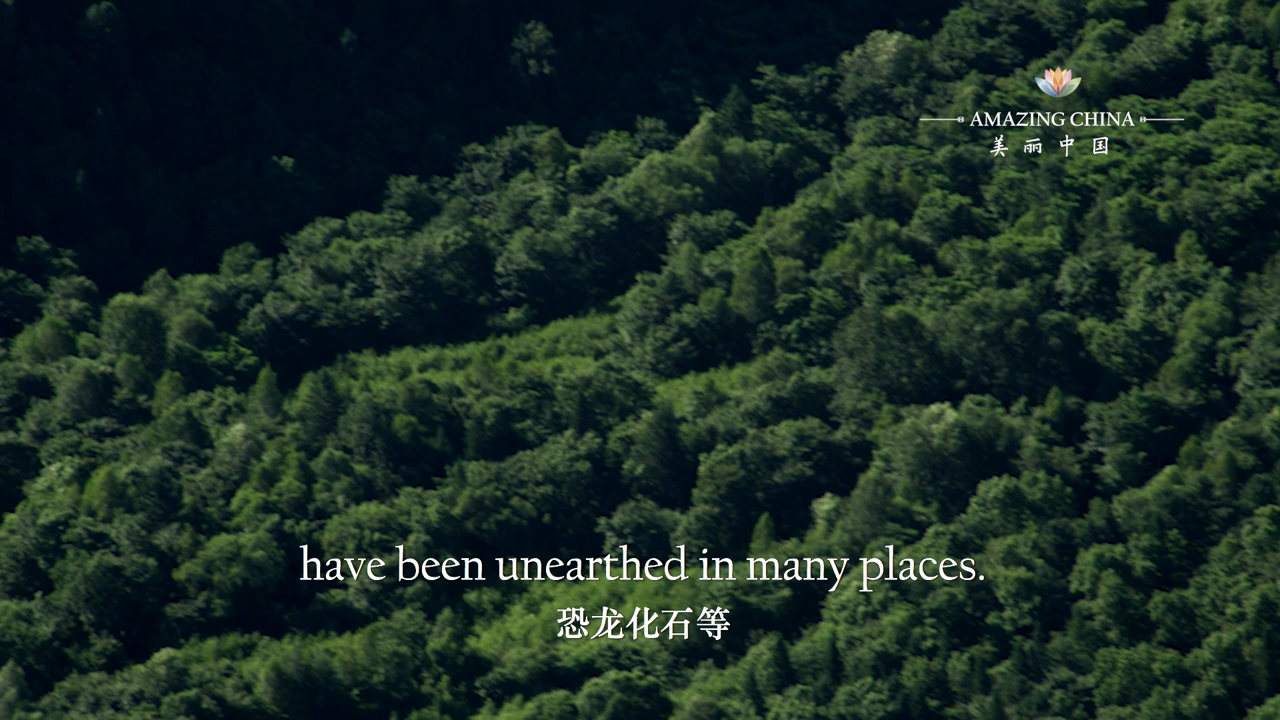 AMAZING CHINA
美丽中国
have been unearthed in many places.
恐龙化石等